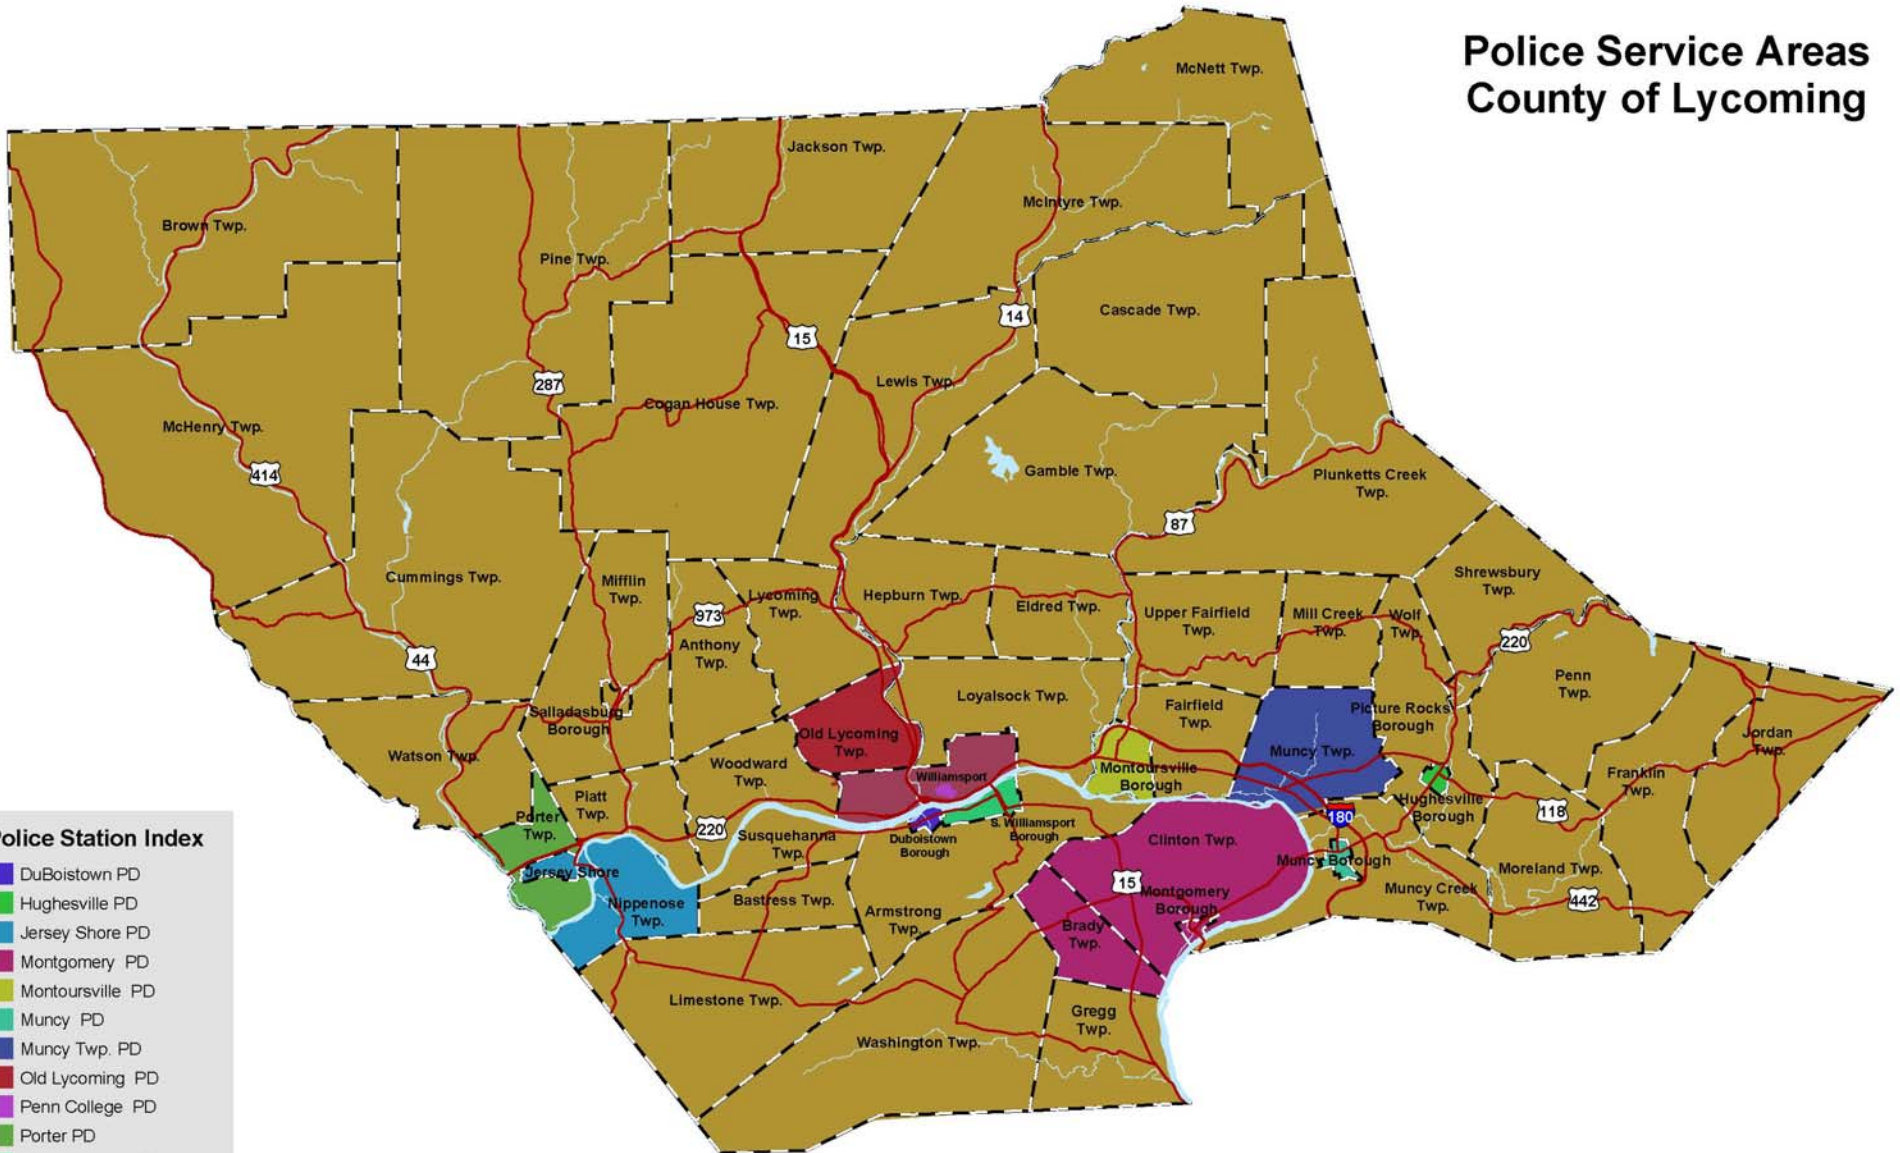 Police Service Areas
County of Lycoming
McNett Twp.
Jackson Twp.
McIntyre Twp.
Brown Twp.
Pine Twp.
Cascade Twp.
14
15
287
Lewis Twp.
Cogan House Twp.
McHenry Twp.
414
Gamble Twp.
Plunketts Creek
Twp.
87
Cummings Twp.
Mifflin
Twp.
Lycoming
Twp.
Hepburn Twp.
Eldred Twp.
Upper Fairfield
Twp.
Mill Creek
Twp.
Wolf
Twp.
Shrewsbury
Twp.
973
220
44
Anthony
Twp.
Penn
Twp.
Loyalsock Twp.
Fairfield
Twp.
Picture Rocks
Borough
Salladasburg
Borough
Old Lycoming
Twp.
Jordan
Twp.
Watson Twp.
Woodward
Twp.
Muncy Twp.
Williamsport
Montoursville
Borough
Franklin
Twp.
Piatt
Twp.
Hughesville
Borough
118
Porter
Twp.
220
180
Susquehanna
Twp.
Duboistown
Borough
S. Williamsport
Borough
Clinton Twp.
Muncy Borough
Moreland Twp.
Jersey Shore
15
Montgomery
Borough
Muncy Creek
Twp.
442
Nippenose
Twp.
Bastress Twp.
Armstrong
Twp.
Brady
Twp.
Limestone Twp.
Gregg
Twp.
Washington Twp.
olice Station Index
DuBoistown PD
Hughesville PD
Jersey Shore PD
Montgomery PD
Montoursville PD
Muncy PD
Muncy Twp. PD
Old Lycoming PD
Penn College PD
Porter PD